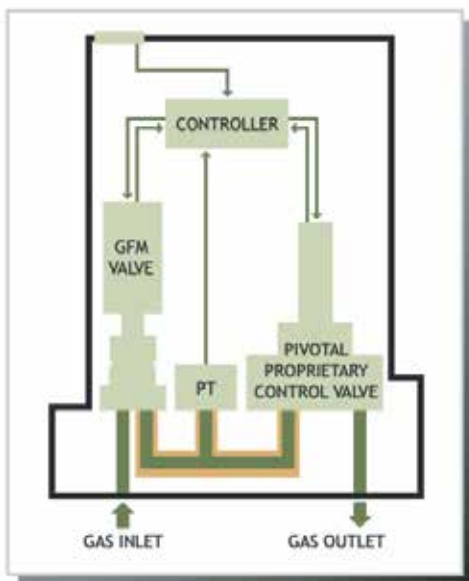 CONTROLLER
GFM
VALVE
PT
PIVOTAL
PROPRIETARY
CONTROL VALVE
GAS INLET
GAS OUTLET